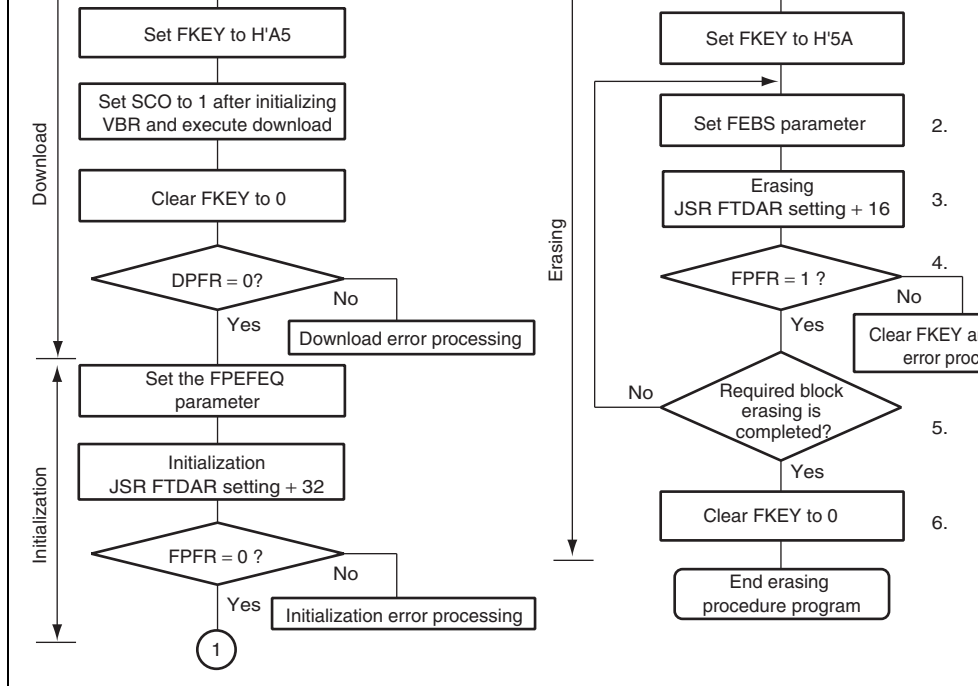 Download
Set FKEY to H'A5
Set SCO to 1 after initializing
VBR and execute download
Clear FKEY to 0
DPFR = 0?
No
Yes
Download error processing
Initialization
Set the FPEFEQ
parameter
Initialization
JSR FTDAR setting + 32
FPFR = 0 ?
No
Yes
Initialization error processing
1
Erasing
Set FKEY to H'5A
Set FEBS parameter
2.
Erasing
JSR FTDAR setting + 16
3.
4.
FPFR = 1 ?
No
Yes
Clear FKEY
error
No
Required block
erasing is
completed?
5.
Yes
Clear FKEY to 0
6.
End erasing
procedure program